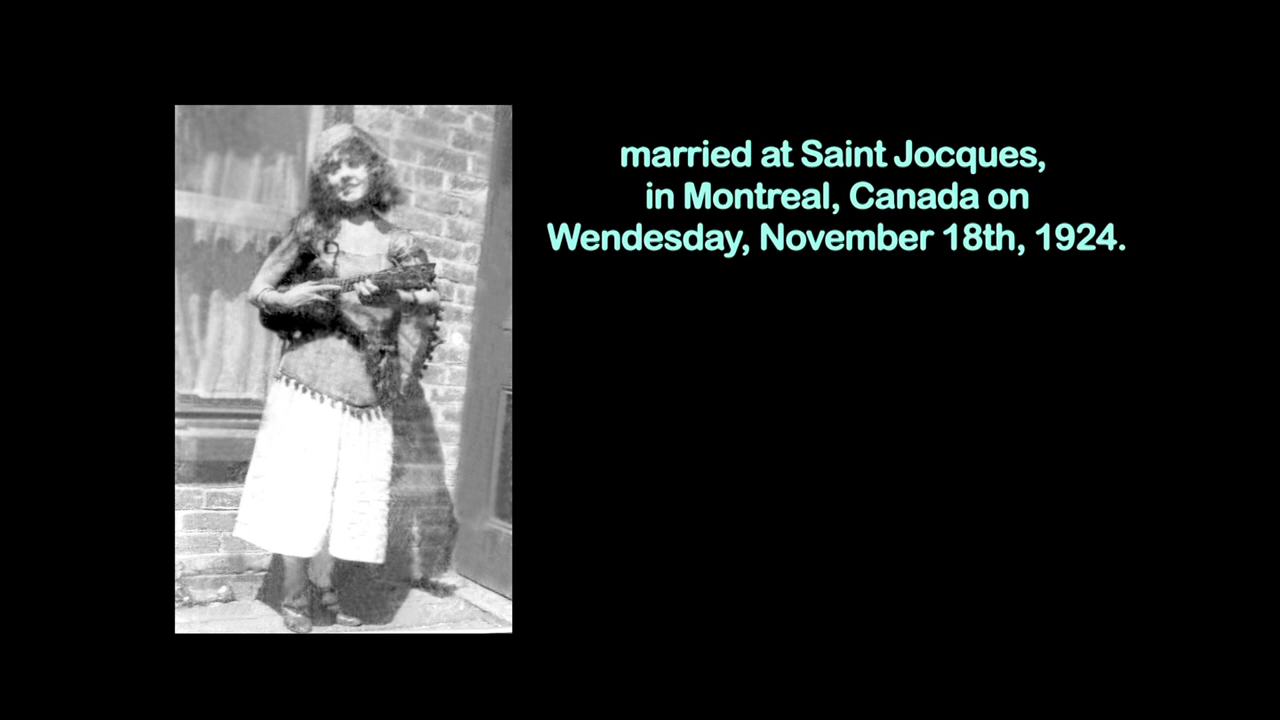 married at Saint Jocques,
in Montreal, Canada on
Wendesday, November 18th, 1924.